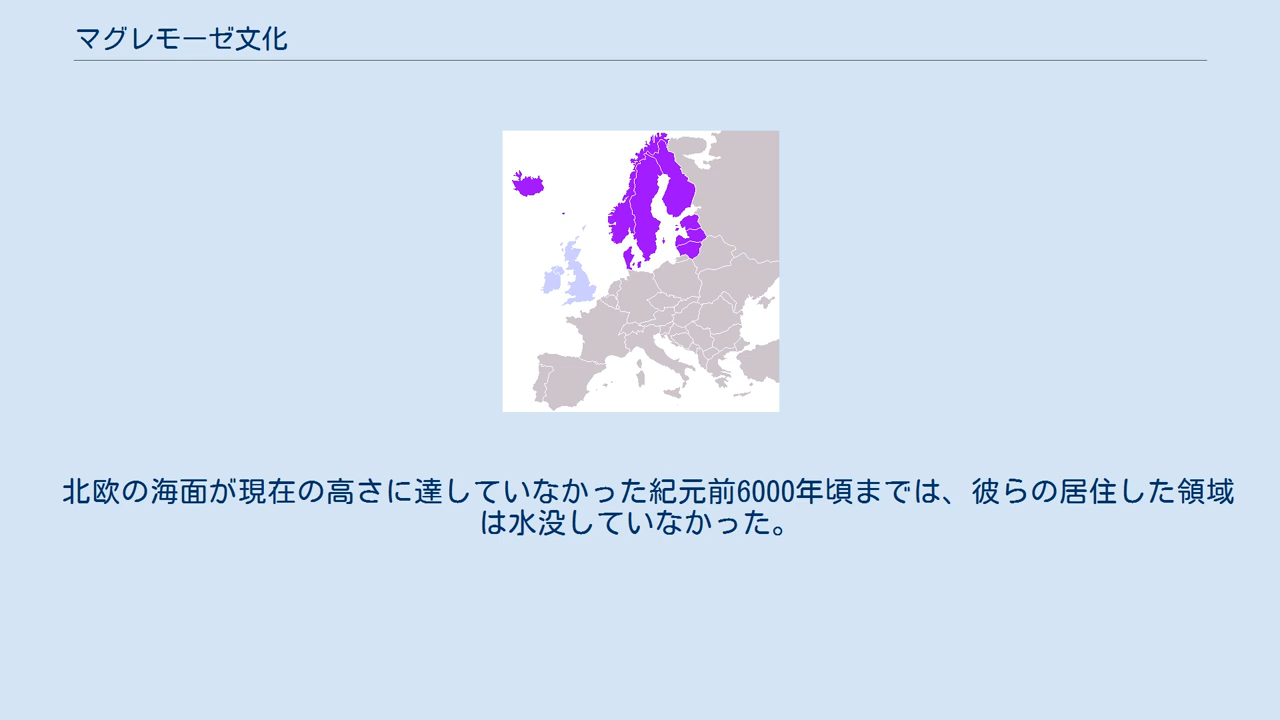 マグレモーゼ文化
北欧の海面が現在の高さに達していなかった紀元前6000年頃までは、彼らの居住した領域
は水没していなかった。